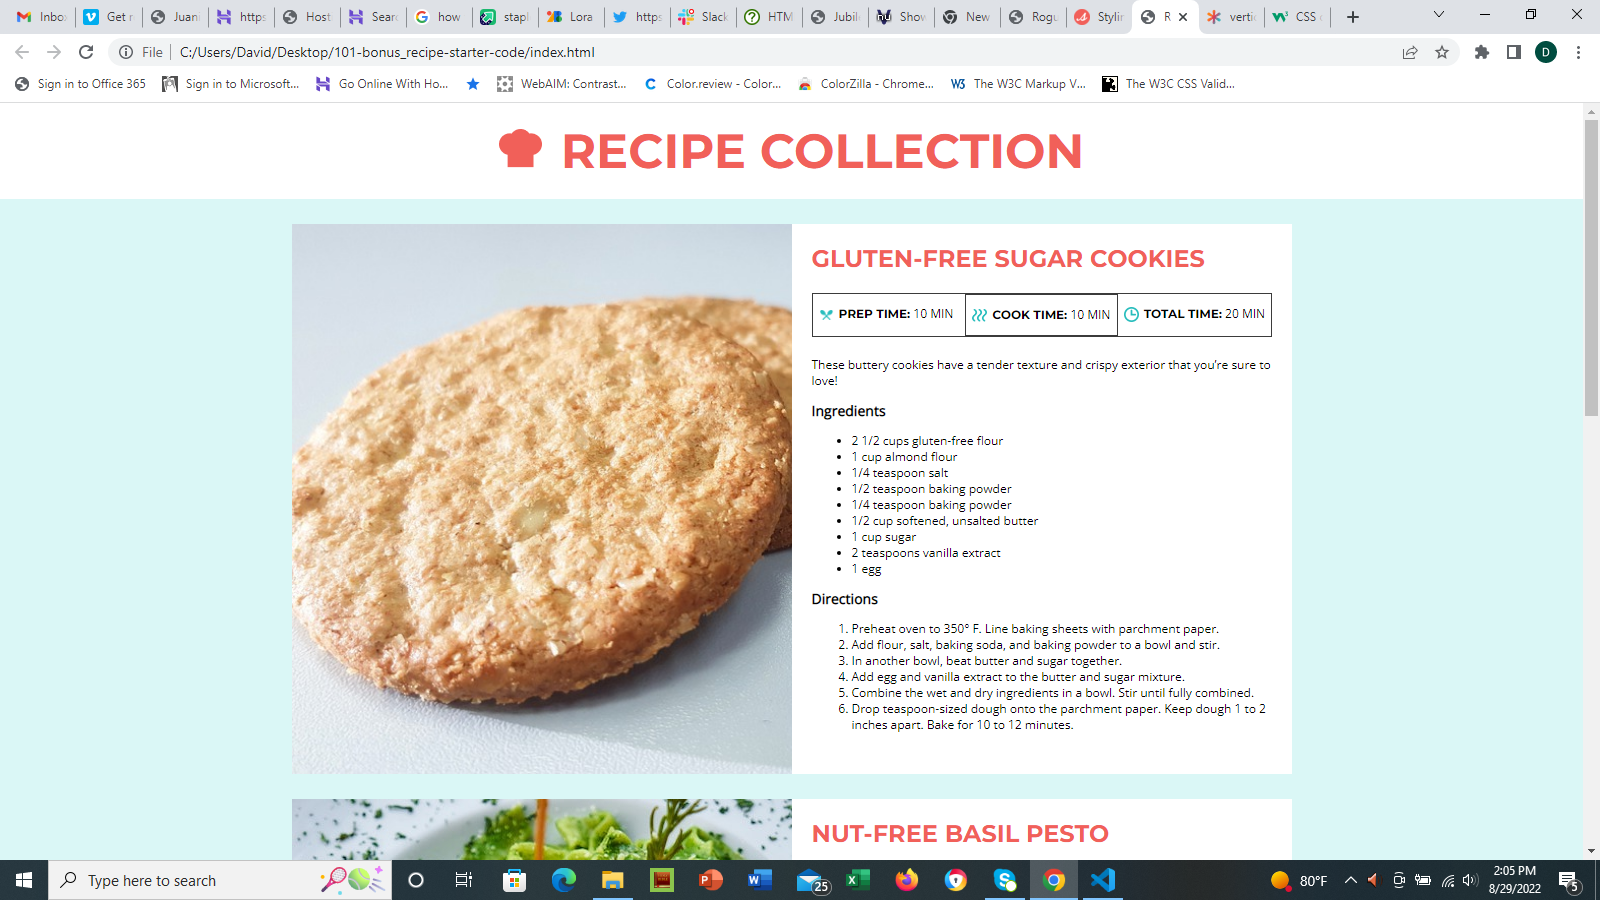 Inbo
Get r
Juani
https
Host
Searc
how
stapl
Lora
https
Slack
HTM
Jubil
Show
New
Rogu
Stylir
R
verti
CSS
File
C:/Users/David/Desktop/101-bonus_recipe-starter-code/index.html
D
Sign in to Office 365
Sign in to Microsoft...
Go Online With Ho...
WebAIM: Contrast...
Color.review - Color...
ColorZilla - Chrome...
The W3C Markup V...
The W3C CSS Valid...
RECIPE COLLECTION
GLUTEN-FREE SUGAR COOKIES
PREP TIME: 10 MIN
COOK TIME: 10 MIN
TOTAL TIME: 20 MIN
These buttery cookies have a tender texture and crispy exterior that you’re sure to
love!
Ingredients
• 2 1/2 cups gluten-free flour
• 1 cup almond flour
• 1/4 teaspoon salt
• 1/2 teaspoon baking powder
• 1/4 teaspoon baking powder
• 1/2 cup softened, unsalted butter
• 1 cup sugar
• 2 teaspoons vanilla extract
• 1 egg
Directions
1. Preheat oven to 350° F. Line baking sheets with parchment paper.
2. Add flour, salt, baking soda, and baking powder to a bowl and stir.
3. In another bowl, beat butter and sugar together.
4. Add egg and vanilla extract to the butter and sugar mixture.
5. Combine the wet and dry ingredients in a bowl. Stir until fully combined.
6. Drop teaspoon-sized dough onto the parchment paper. Keep dough 1 to 2
inches apart. Bake for 10 to 12 minutes.
NUT-FREE BASIL PESTO
Type here to search
25
80°F
2:05 PM
8/29/2022
5